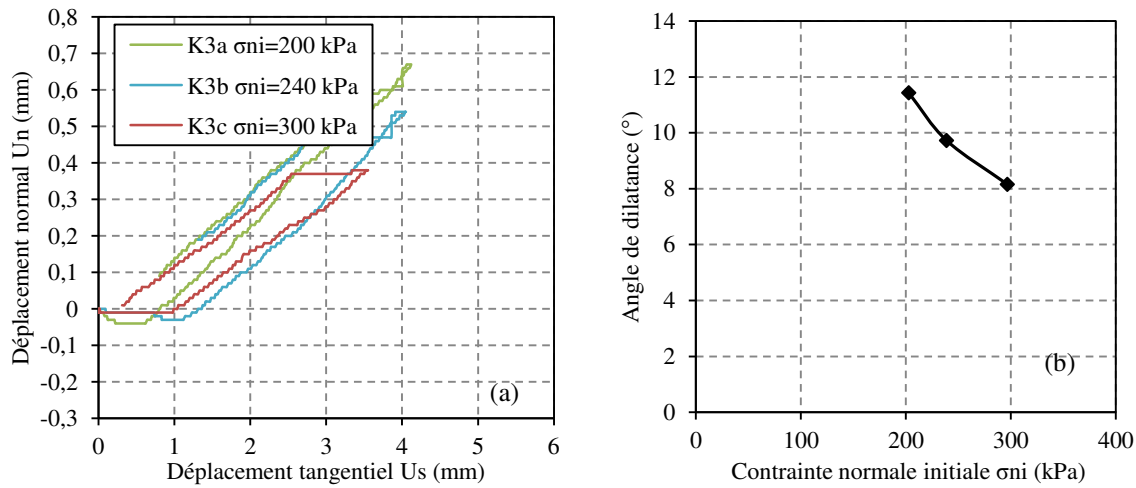 0,8
0,7
0,6
0,5
0,4
0,3
0,2
0,1
0
-0,1
-0,2
-0,3
Déplacement normal Un (mm)
K3a σni=200 kPa
K3b σni=240 kPa
K3c σni=300 kPa
(a)
0 1 2 3 4 5 6
Déplacement tangentiel Us (mm)
14
12
10
8
6
4
2
0
Angle de dilatance (°)
(b)
0 100 200 300 400
Contrainte normale initiale σni (kPa)